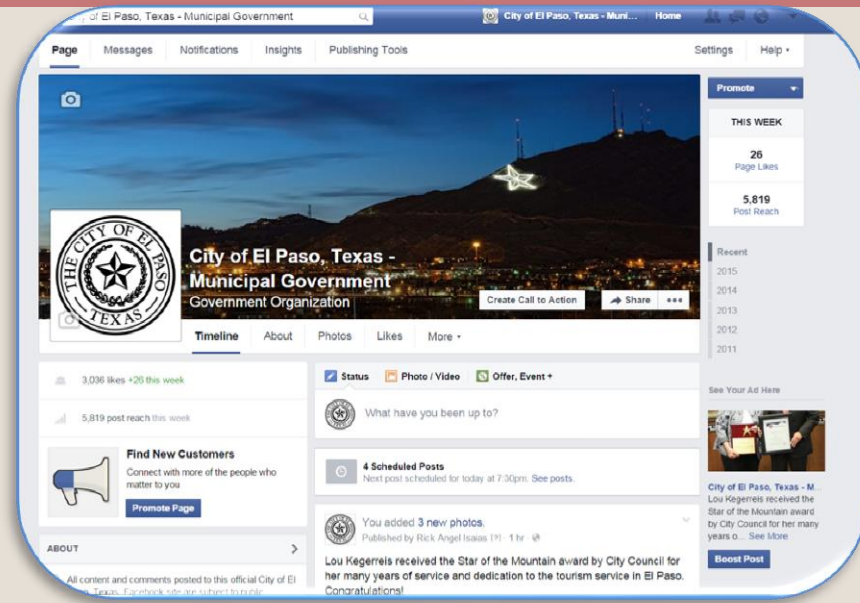 of El Paso, Texas - Municipal Government
City of El Paso, Texas - Muni...
Home
Page
Messages
Notifications
Insights
Publishing Tools
Settings
Help
Promote
THIS WEEK
26
Page Likes
5,819
Post Reach
Recent
2015
2014
2013
2012
2011
THE CITY OF EL PASO
TEXAS
City of El Paso, Texas -
Municipal Government
Government Organization
Create Call to Action
Share
Timeline
About
Photos
Likes
More
3,036 likes +26 this week
5,819 post reach this week
Find New Customers
Connect with more of the people who
matter to you
Promote Page
ABOUT
All content and comments posted to this official City of El
Texas Facebook site are subject to public
Status
Photo / Video
Offer, Event +
What have you been up to?
4 Scheduled Posts
Next post scheduled for today at 7:30pm. See posts.
You added 3 new photos.
Published by Rick Angel Isaias [?] · 1 hr ·
Lou Kegerreis received the Star of the Mountain award by City Council for
her many years of service and dedication to the tourism service in El Paso.
Congratulations!
See Your Ad Here
City of El Paso, Texas - M...
Lou Kegerreis received the
Star of the Mountain award
by City Council for her many
years o... See More
Boost Post